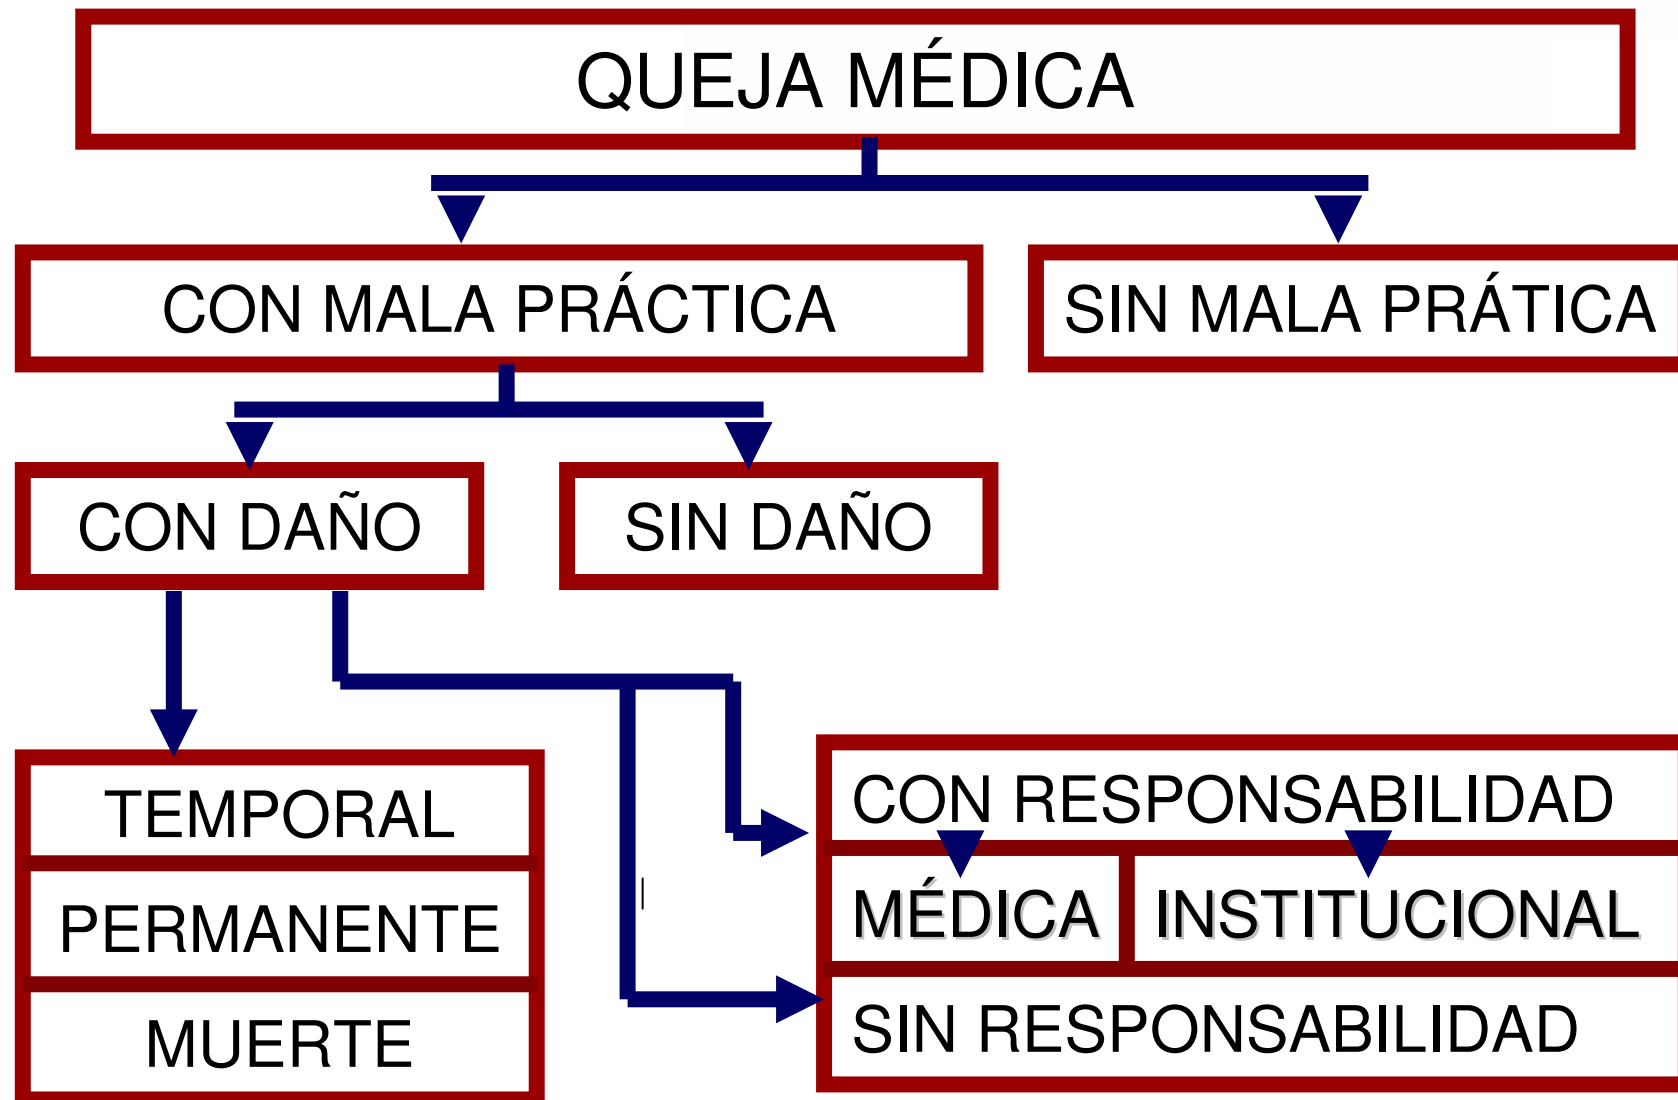 QUEJA MÉDICA
CON MALA PRÁCTICA
SIN MALA PRÁTICA
CON DAÑO
SIN DAÑO
TEMPORAL
PERMANENTE
MUERTE
CON RESPONSABILIDAD
MÉDICA
INSTITUCIONAL
SIN RESPONSABILIDAD